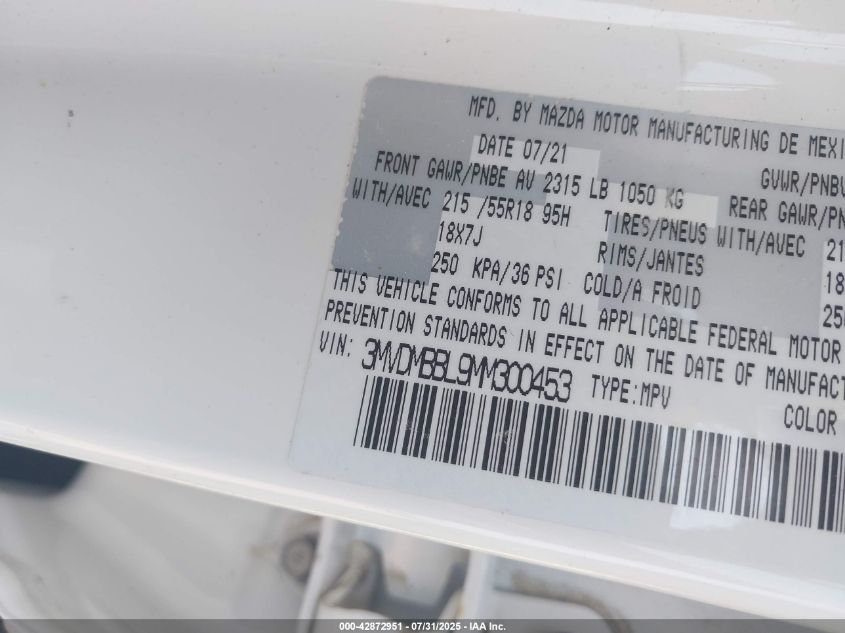 MFD. BY MAZDA MOTOR MANUFACTURING DE MEXI
DATE 07/21
GVWR/PNBV
FRONT GAWR/PNBE AV 2315 LB 1050 KG
REAR GAWR/PN
WITH/AVEC 215 /55R18 95H
TIRES/PNEUS WITH/AVEC 21
18X7J
RIMS/JANTES
18
250 KPA/36 PSI COLD/A FROID
250
THIS VEHICLE CONFORMS TO ALL APPLICABLE FEDERAL MOTOR
PREVENTION STANDARDS IN EFFECT ON THE DATE OF MANUFACT
VIN: 3MVDMBBL9MM300453 TYPE:MPV
COLOR
000-42872951 - 07/31/2025 - IAA Inc.